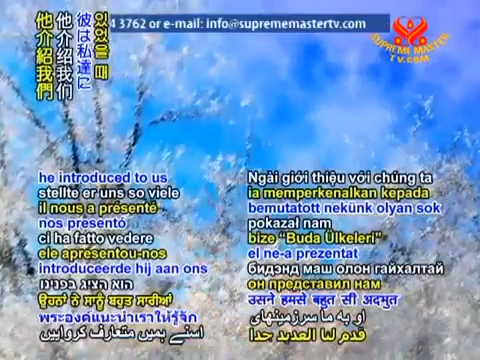 4 3762 or e-mail: info@suprememastertv.com
SUPREME MASTER
TV.COM
있었을 때
彼は私達に
他介绍我们
他介紹我們
he introduced to us
stellte er uns so viele
il nous a présenté
nos presentó
ci ha fatto vedere
ele apresentou-nos
introduceerde hij aan ons
הוא הציג בפנינו
ਉਹਨਾਂ ਨੇ ਸਾਨੂੰ ਬਹੁਤ ਸਾਰੀਆਂ
พระองค์แนะนำเราให้รู้จัก
اسنے ہمیں متعارف کروایں
Ngài giới thiệu với chúng ta
ia memperkenalkan kepada
bemutatott nekünk olyan sok
pokazał nam
bize “Buda Ülkeleri”
el ne-a prezentat
бидэнд маш олон гайхалтай
он представил нам
उसने हमसे बहुत सी अदभुत
او به ما سرزمینهای
قدم لنا العديد جدا